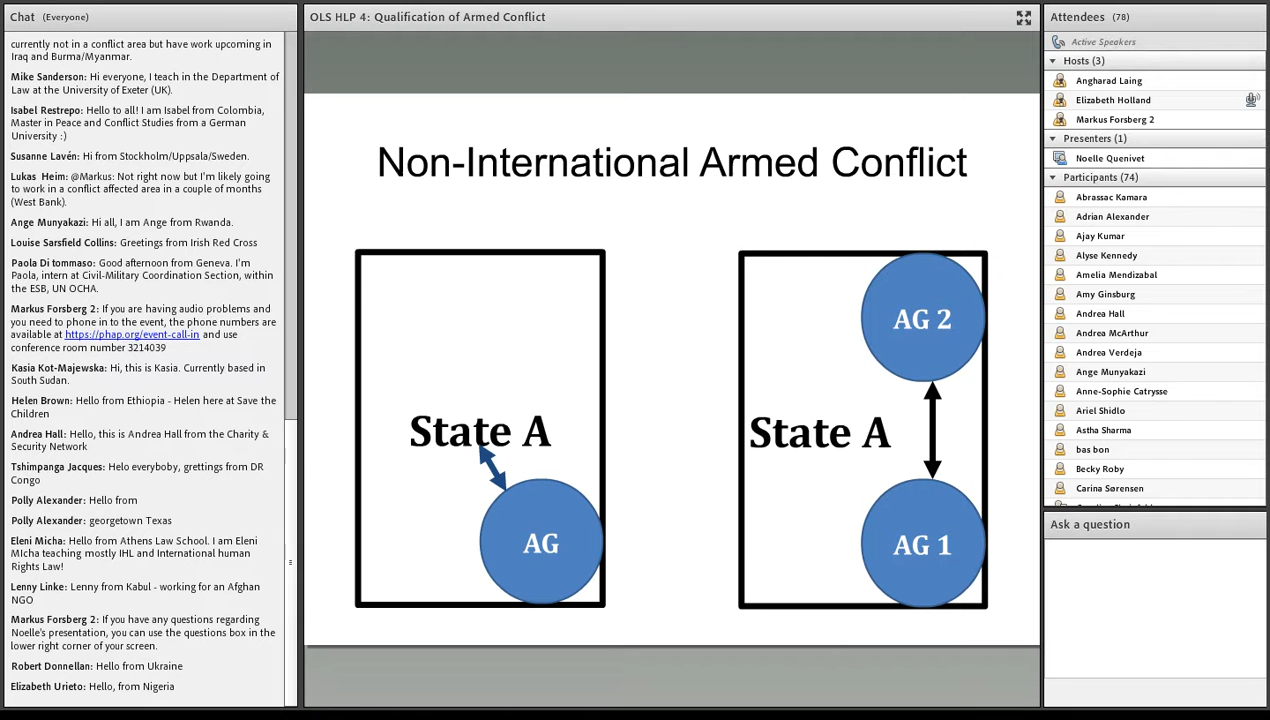 Chat (Everyone)
currently not in a conflict area but have work upcoming in
Iraq and Burma/Myanmar.
Mike Sanderson: Hi everyone, I teach in the Department of
Law at the University of Exeter (UK).
Isabel Restrepo: Hello to all! I am Isabel from Colombia,
Master in Peace and Conflict Studies from a German
University :)
Susanne Lavén: Hi from Stockholm/Uppsala/Sweden.
Lukas Heim: @Markus: Not right now but I'm likely going
to work in a conflict affected area in a couple of months
(West Bank).
Ange Munyakazi: Hi all, I am Ange from Rwanda.
Louise Sarsfield Collins: Greetings from Irish Red Cross
Paola Di tommaso: Good afternoon from Geneva. I'm
Paola, intern at Civil-Military Coordination Section, within
the ESB, UN OCHA.
Markus Forsberg 2: If you are having audio problems and
you need to phone in to the event, the phone numbers are
available at https://phap.org/event-call-in and use
conference room number 3214039
Kasia Kot-Majewska: Hi, this is Kasia. Currently based in
South Sudan.
Helen Brown: Hello from Ethiopia - Helen here at Save the
Children
Andrea Hall: Hello, this is Andrea Hall from the Charity &
Security Network
Tshimpanga Jacques: Helo everyboby, grettings from DR
Congo
Polly Alexander: Hello from
Polly Alexander: georgetown Texas
Eleni Micha: Hello from Athens Law School. I am Eleni
MIcha teaching mostly IHL and International human
Rights Law!
Lenny Linke: Lenny from Kabul - working for an Afghan
NGO
Markus Forsberg 2: If you have any questions regarding
Noelle's presentation, you can use the questions box in the
lower right corner of your screen.
Robert Donnellan: Hello from Ukraine
Elizabeth Urieto: Hello, from Nigeria
OLS HLP 4: Qualification of Armed Conflict
Non-International Armed Conflict
State A
AG
State A
AG 2
AG 1
Attendees (78)
Active Speakers
Hosts (3)
Angharad Laing
Elizabeth Holland
Markus Forsberg 2
Presenters (1)
Noelle Quenivet
Participants (74)
Abrassac Kamara
Adrian Alexander
Ajay Kumar
Alyse Kennedy
Amelia Mendizabal
Amy Ginsburg
Andrea Hall
Andrea McArthur
Andrea Verdeja
Ange Munyakazi
Anne-Sophie Catrysse
Ariel Shidlo
Astha Sharma
bas bon
Becky Roby
Carina Sørensen
Ask a question